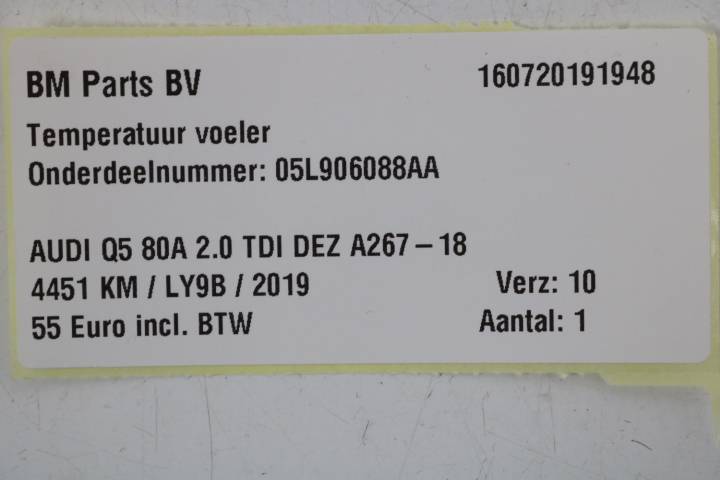 BM Parts BV 160720191948
Temperatuur voeler
Onderdeelnummer: 05L906088AA
AUDI Q5 80A 2.0 TDI DEZ A267 – 18
4451 KM / LY9B / 2019 Verz: 10
55 Euro incl. BTW Aantal: 1